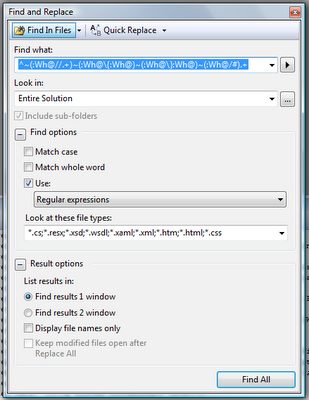 Find and Replace
Find In Files Quick Replace
Find what:
^~(:Wh@//.+)~(:Wh@\{:Wh@)~(:Wh@\}:Wh@)~(:Wh@/#).+
Look in:
Entire Solution
...
Include sub-folders
Find options
Match case
Match whole word
Use:
Regular expressions
Look at these file types:
*.cs;*.resx;*.xsd;*.wsdl;*.xaml;*.xml;*.htm;*.html;*.css
Result options
List results in:
Find results 1 window
Find results 2 window
Display file names only
Keep modified files open after
Replace All
Find All